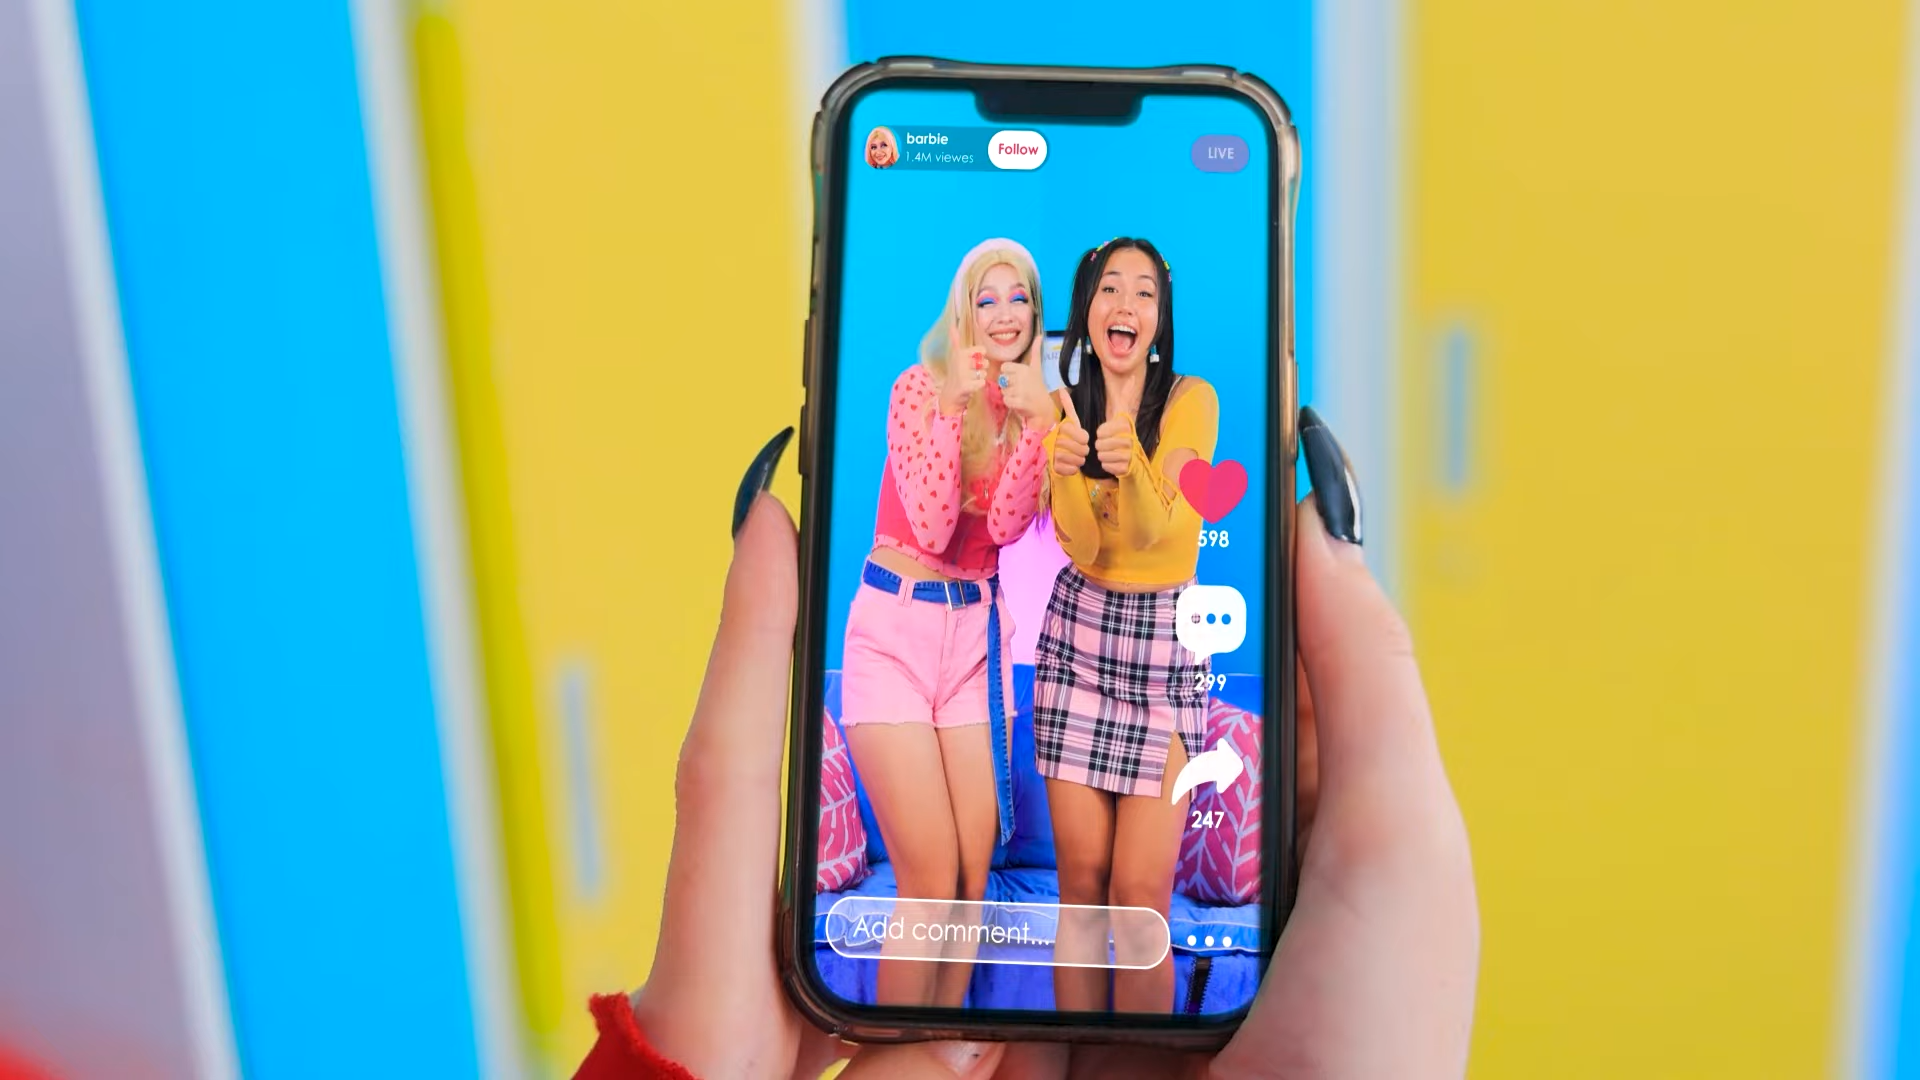 barbie
1.4M viewes
Follow
LIVE
598
299
247
Add comment...